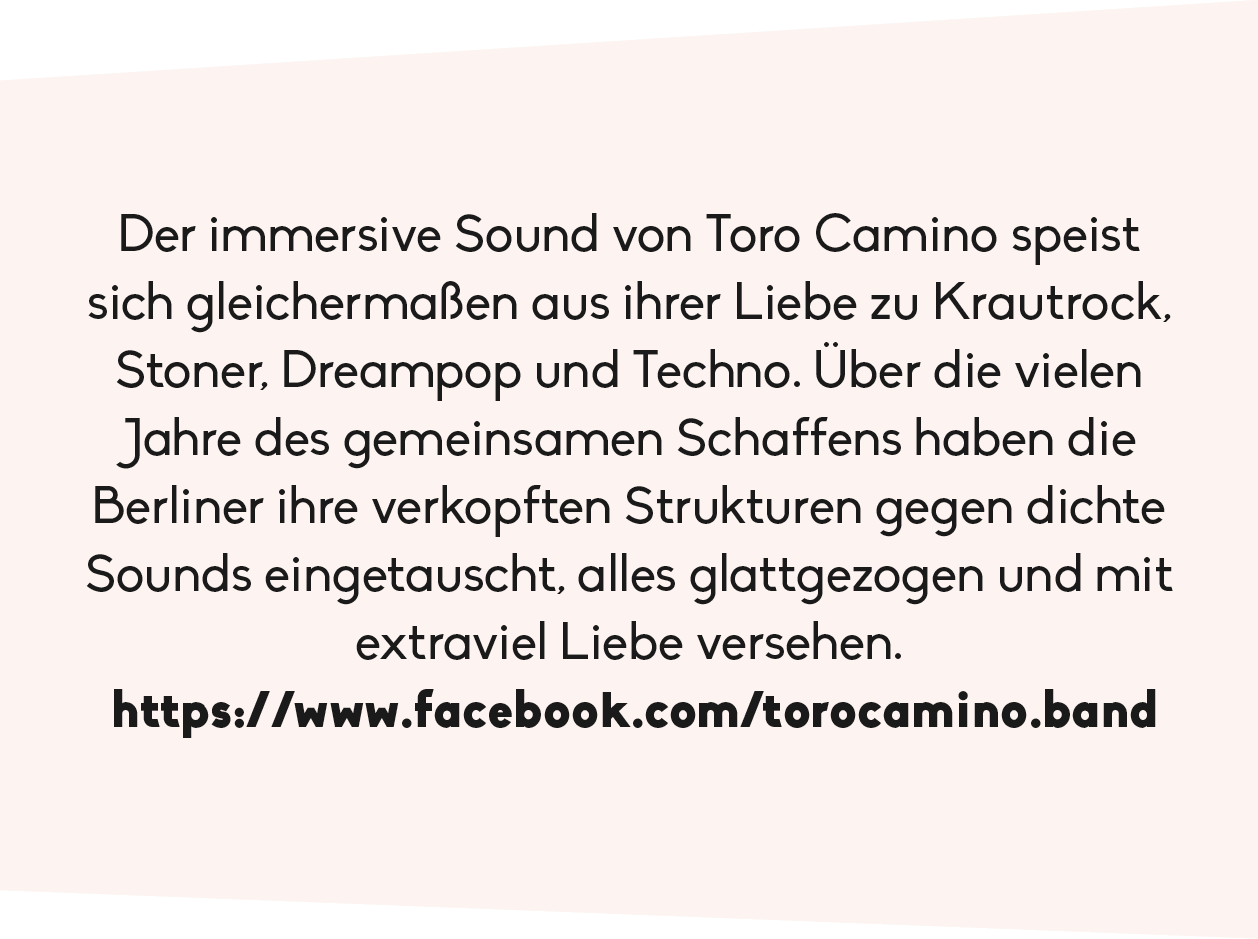 Der immersive Sound von Toro Camino speist
sich gleichermaßen aus ihrer Liebe zu Krautrock,
Stoner, Dreampop und Techno. Über die vielen
Jahre des gemeinsamen Schaffens haben die
Berliner ihre verkopften Strukturen gegen dichte
Sounds eingetauscht, alles glattgezogen und mit
extraviel Liebe versehen.
https://www.facebook.com/torocamino.band